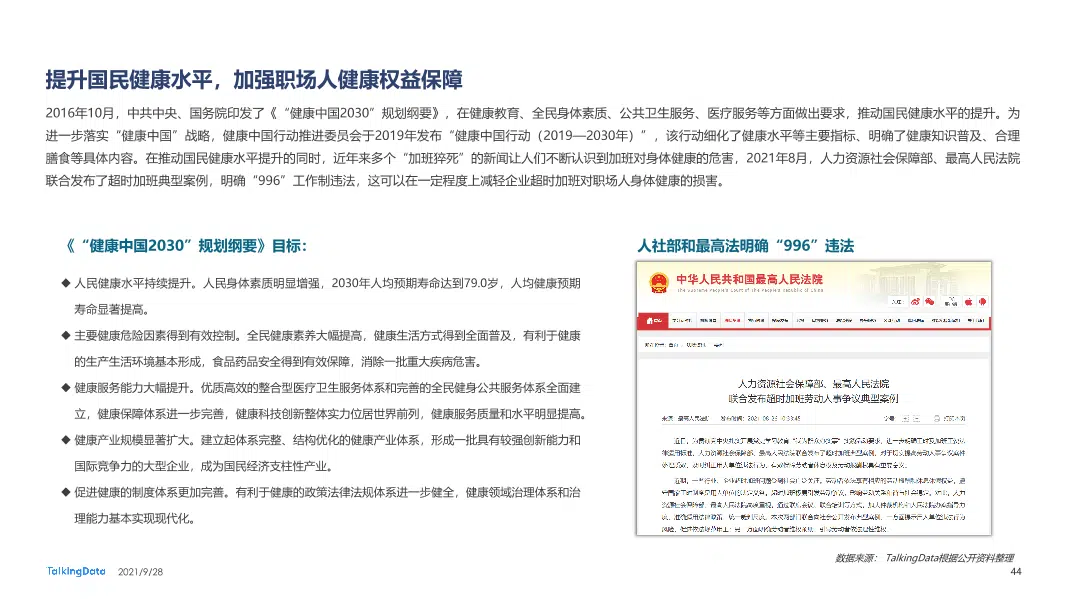 提升国民健康水平，加强职场人健康权益保障
2016年10月，中共中央、国务院印发了《“健康中国2030”规划纲要》，在健康教育、全民身体素质、公共卫生服务、医疗服务等方面做出要求，推动国民健康水平的提升。为
进一步落实“健康中国”战略，健康中国行动推进委员会于2019年发布“健康中国行动（2019—2030年）”，该行动细化了健康水平等主要指标、明确了健康知识普及、合理
膳食等具体内容。在推动国民健康水平提升的同时，近年来多个“加班猝死”的新闻让人们不断认识到加班对身体健康的危害，2021年8月，人力资源社会保障部、最高人民法院
联合发布了超时加班典型案例，明确“996”工作制违法，这可以在一定程度上减轻企业超时加班对职场人身体健康的损害。
《“健康中国2030”规划纲要》目标：
◆ 人民健康水平持续提升。人民身体素质明显增强，2030年人均预期寿命达到79.0岁，人均健康预期
寿命显著提高。
◆ 主要健康危险因素得到有效控制。全民健康素养大幅提高，健康生活方式得到全面普及，有利于健康
的生产生活环境基本形成，食品药品安全得到有效保障，消除一批重大疾病危害。
◆ 健康服务能力大幅提升。优质高效的整合型医疗卫生服务体系和完善的全民健身公共服务体系全面建
立，健康保障体系进一步完善，健康科技创新整体实力位居世界前列，健康服务质量和水平明显提高。
◆ 健康产业规模显著扩大。建立起体系完整、结构优化的健康产业体系，形成一批具有较强创新能力和
国际竞争力的大型企业，成为国民经济支柱性产业。
◆ 促进健康的制度体系更加完善。有利于健康的政策法律法规体系进一步健全，健康领域治理体系和治
理能力基本实现现代化。
人社部和最高法明确“996”违法
中华人民共和国最高人民法院
The Supreme People's Court of The People's Republic of China
人力资源社会保障部、最高人民法院
联合发布超时加班劳动人事争议典型案例
数据来源： TalkingData根据公开资料整理
TalkingData 2021/9/28
44